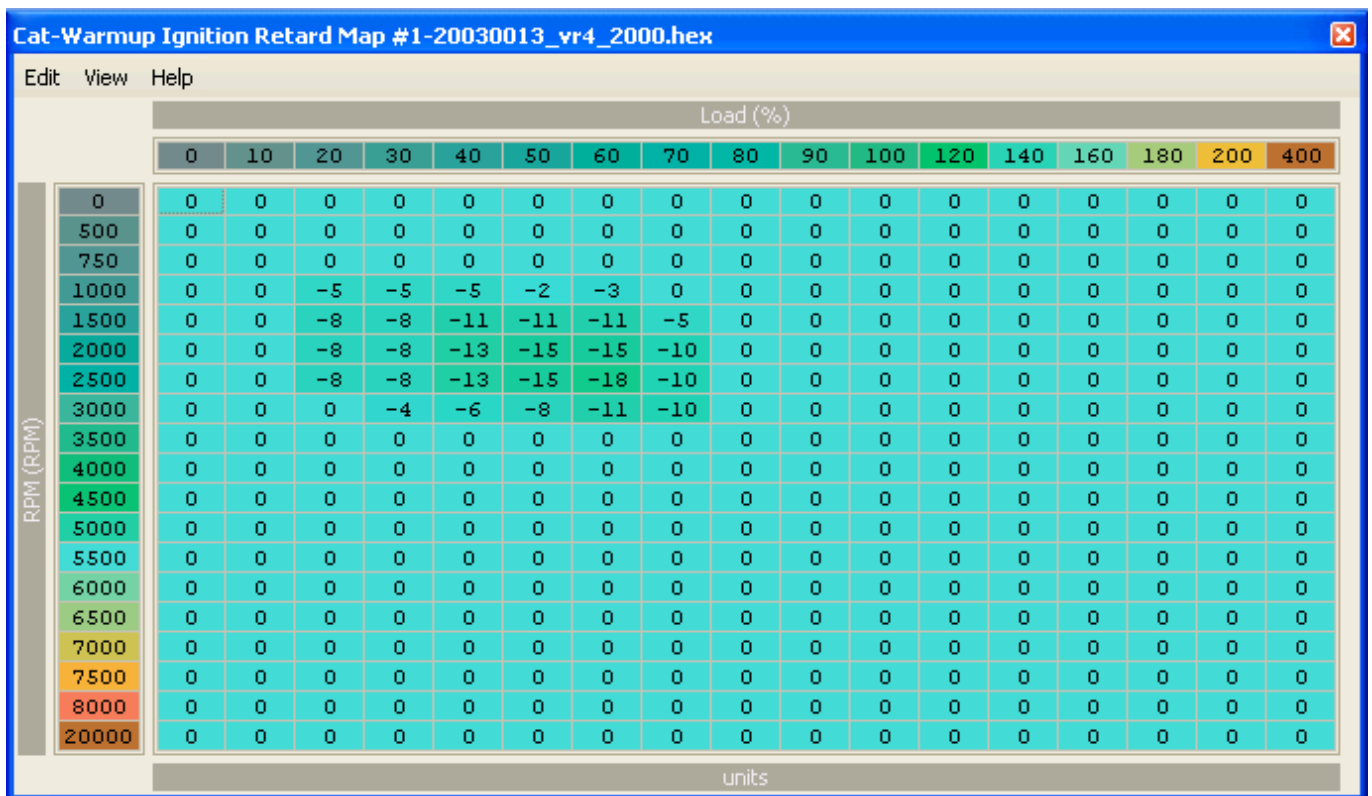 Cat-Warmup Ignition Retard Map #1-20030013_vr4_2000.hex
Edit View Help
Load (%)
0 10 20 30 40 50 60 70 80 90 100 120 140 160 180 200 400
RPM (RPM)
0 0 0 0 0 0 0 0 0 0 0 0 0 0 0 0 0 0
500 0 0 0 0 0 0 0 0 0 0 0 0 0 0 0 0 0
750 0 0 0 0 0 0 0 0 0 0 0 0 0 0 0 0 0
1000 0 0 -5 -5 -5 -2 -3 0 0 0 0 0 0 0 0 0 0
1500 0 0 -8 -8 -11 -11 -11 -5 0 0 0 0 0 0 0 0 0
2000 0 0 -8 -8 -13 -15 -15 -10 0 0 0 0 0 0 0 0 0
2500 0 0 -8 -8 -13 -15 -18 -10 0 0 0 0 0 0 0 0 0
3000 0 0 0 -4 -6 -8 -11 -10 0 0 0 0 0 0 0 0 0
3500 0 0 0 0 0 0 0 0 0 0 0 0 0 0 0 0 0
4000 0 0 0 0 0 0 0 0 0 0 0 0 0 0 0 0 0
4500 0 0 0 0 0 0 0 0 0 0 0 0 0 0 0 0 0
5000 0 0 0 0 0 0 0 0 0 0 0 0 0 0 0 0 0
5500 0 0 0 0 0 0 0 0 0 0 0 0 0 0 0 0 0
6000 0 0 0 0 0 0 0 0 0 0 0 0 0 0 0 0 0
6500 0 0 0 0 0 0 0 0 0 0 0 0 0 0 0 0 0
7000 0 0 0 0 0 0 0 0 0 0 0 0 0 0 0 0 0
7500 0 0 0 0 0 0 0 0 0 0 0 0 0 0 0 0 0
8000 0 0 0 0 0 0 0 0 0 0 0 0 0 0 0 0 0
20000 0 0 0 0 0 0 0 0 0 0 0 0 0 0 0 0 0
units